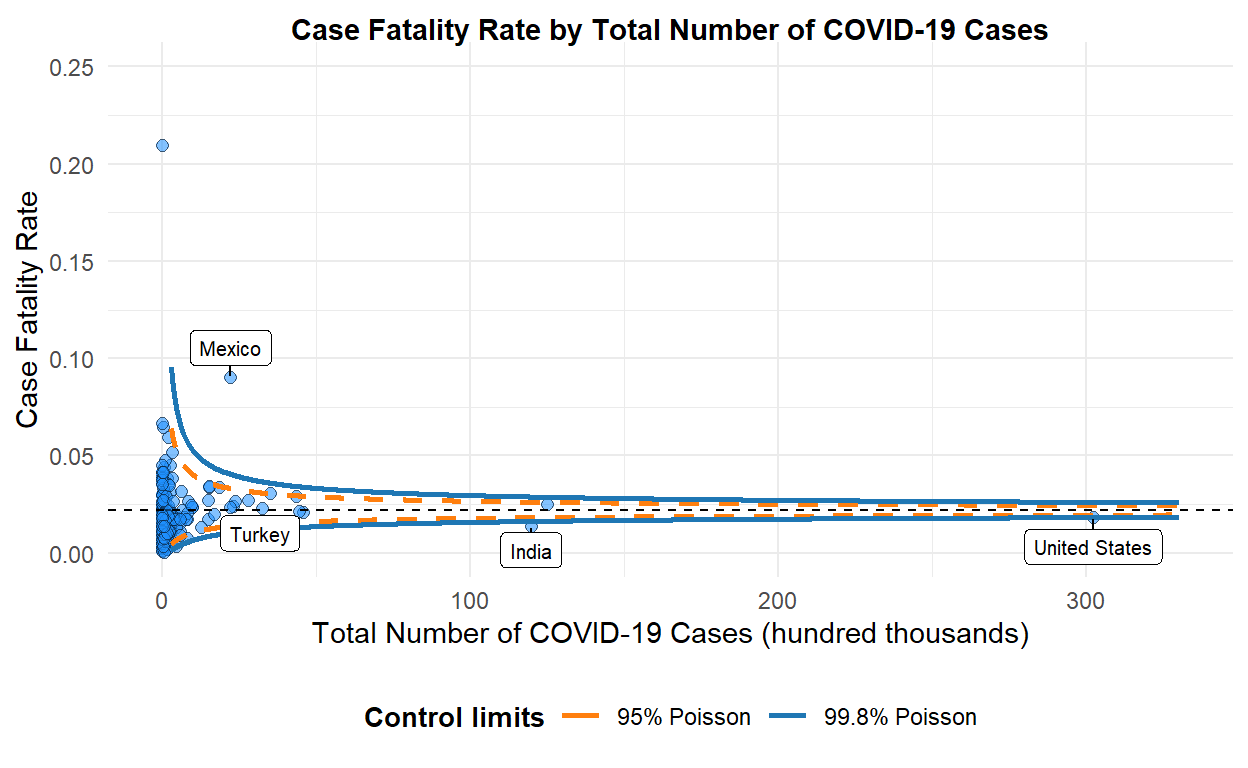 Case Fatality Rate by Total Number of COVID-19 Cases
Case Fatality Rate
0.25
0.20
0.15
0.10
0.05
0.00
Mexico
Turkey
India
United States
0
100
200
300
Total Number of COVID-19 Cases (hundred thousands)
Control limits
95% Poisson
99.8% Poisson